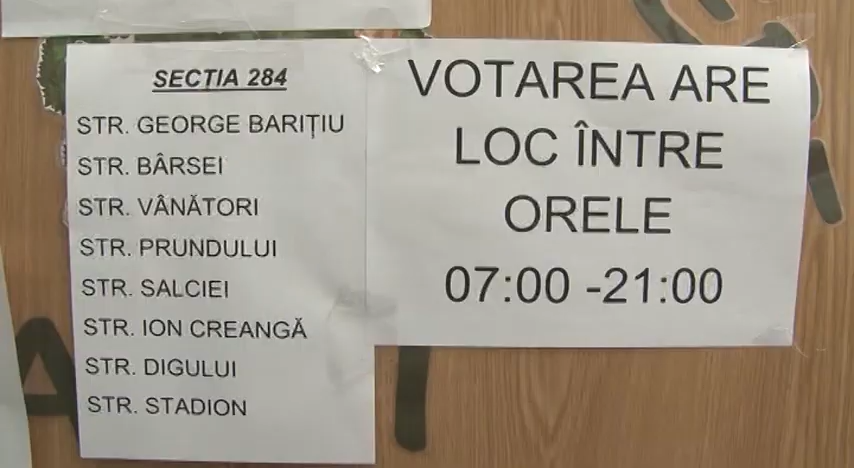 SECTIA 284
STR. GEORGE BARIȚIU
STR. BÂRSEI
STR. VÂNĂTORI
STR. PRUNDULUI
STR. SALCIEI
STR. ION CREANGĂ
STR. DIGULUI
STR. STADION
VOTAREA ARE
LOC ÎNTRE
ORELE
07:00 -21:00